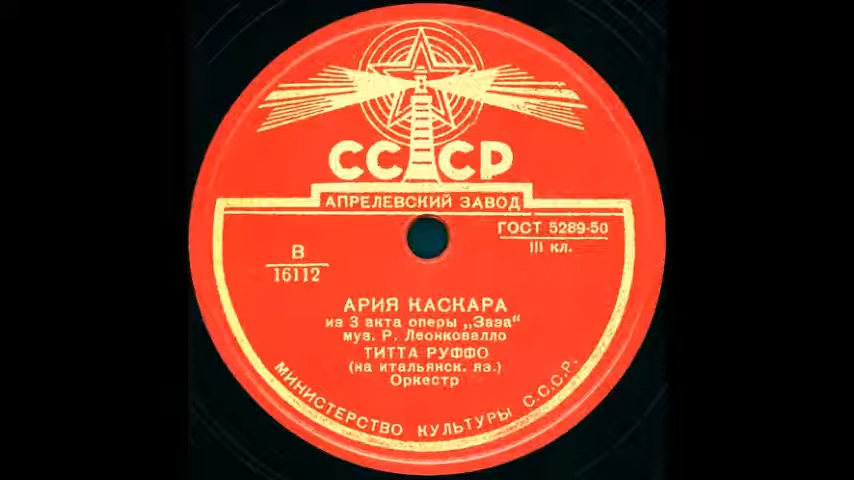 СССР
АПРЕЛЕВСКИЙ ЗАВОД
ГОСТ 5289-50
III кл.
В
16112
АРИЯ КАСКАРА
из 3 акта оперы „Заза“
муз. Р. Леонковалло
ТИТТА РУФФО
(на итальянск. яз.)
Оркестр
МИНИСТЕРСТВО КУЛЬТУРЫ С.С.С.Р.